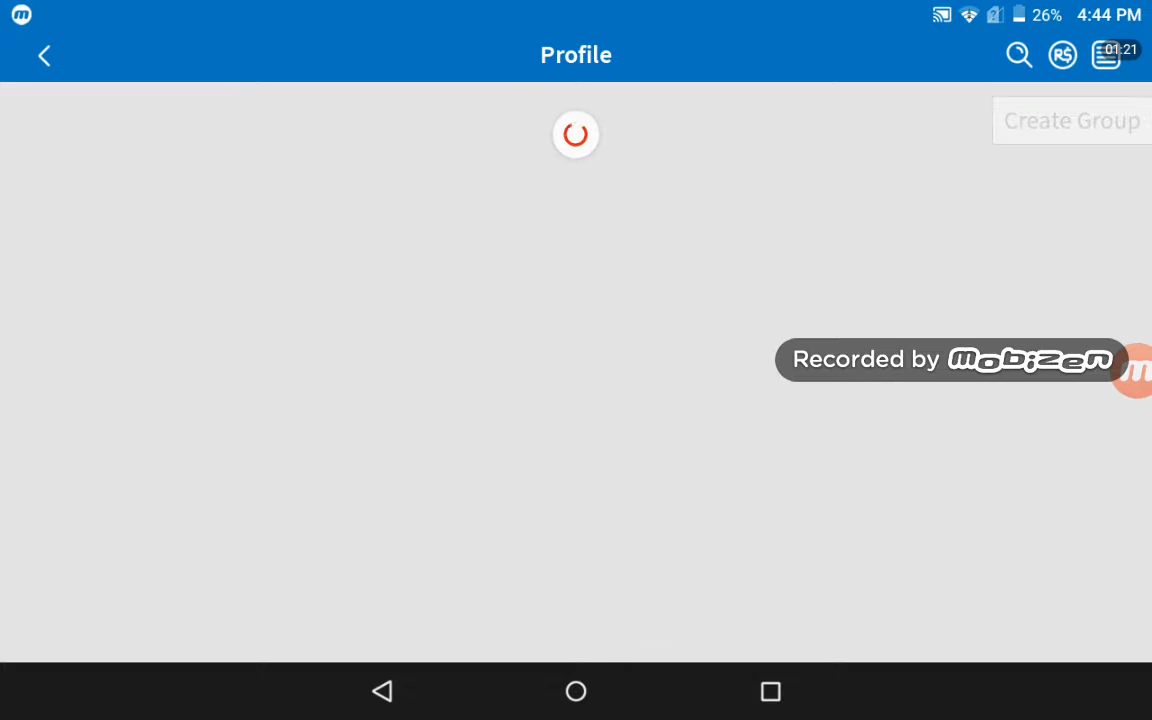 26% 4:44 PM
Profile
R$
01:21
Create Group
Recorded by mobizen